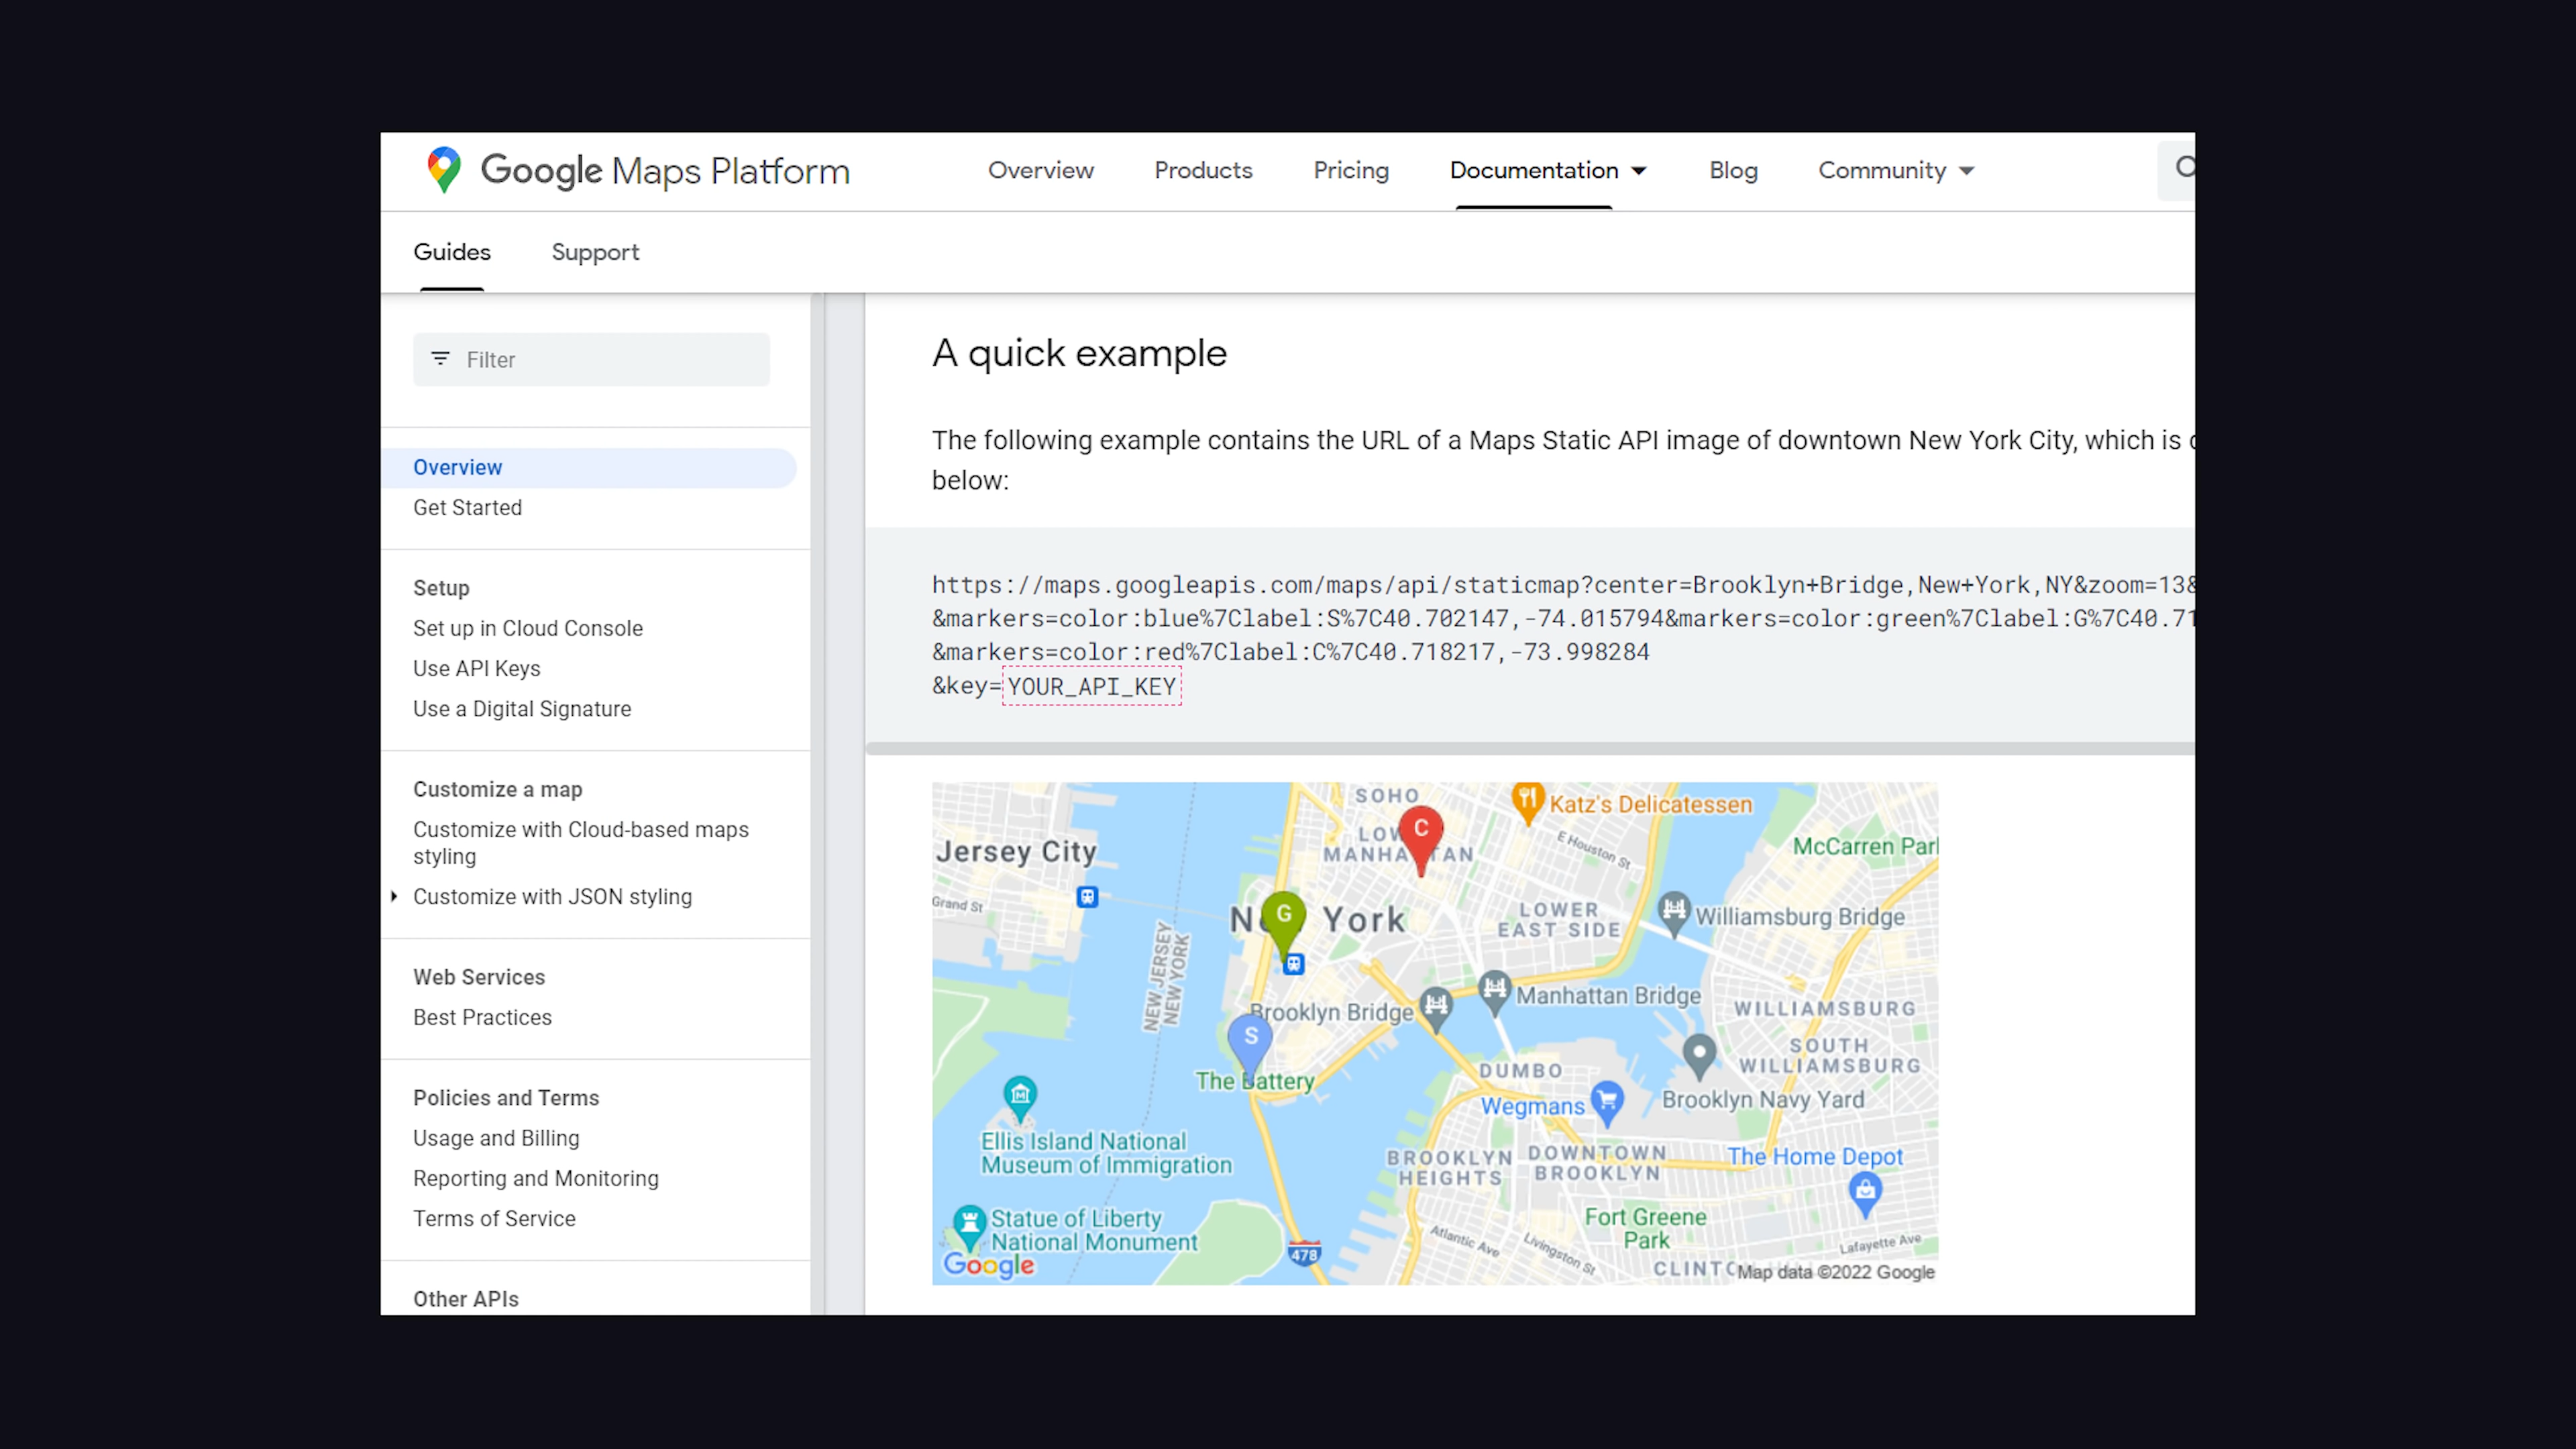 Google Maps Platform
Overview
Products
Pricing
Documentation
Blog
Community
Guides
Support
Filter
Overview
Get Started
Setup
Set up in Cloud Console
Use API Keys
Use a Digital Signature
Customize a map
Customize with Cloud-based maps
styling
Customize with JSON styling
Web Services
Best Practices
Policies and Terms
Usage and Billing
Reporting and Monitoring
Terms of Service
Other APIs
A quick example
The following example contains the URL of a Maps Static API image of downtown New York City, which is
below:
https://maps.googleapis.com/maps/api/staticmap?center=Brooklyn+Bridge,New+York,NY&zoom=13&
&markers=color:blue%7Clabel:S%7C40.702147,-74.015794&markers=color:green%7Clabel:G%7C40.71
&markers=color:red%7Clabel:C%7C40.718217,-73.998284
&key=YOUR_API_KEY
SOHO
Katz's Delicatessen
C
LOW
MANHATTAN
E Houston St
McCarren Park
Jersey City
Grand St
G
New York
LOWER
EAST SIDE
Williamsburg Bridge
NEW JERSEY
NEW YORK
Brooklyn Bridge
Manhattan Bridge
WILLIAMSBURG
S
SOUTH
WILLIAMSBURG
The Battery
DUMBO
Wegmans
Brooklyn Navy Yard
Ellis Island National
Museum of Immigration
BROOKLYN
HEIGHTS
DOWNTOWN
BROOKLYN
The Home Depot
Statue of Liberty
National Monument
Fort Greene
Park
Atlantic Ave
Livingston St
Lafayette Ave
478
Google
CLINTO
Map data ©2022 Google